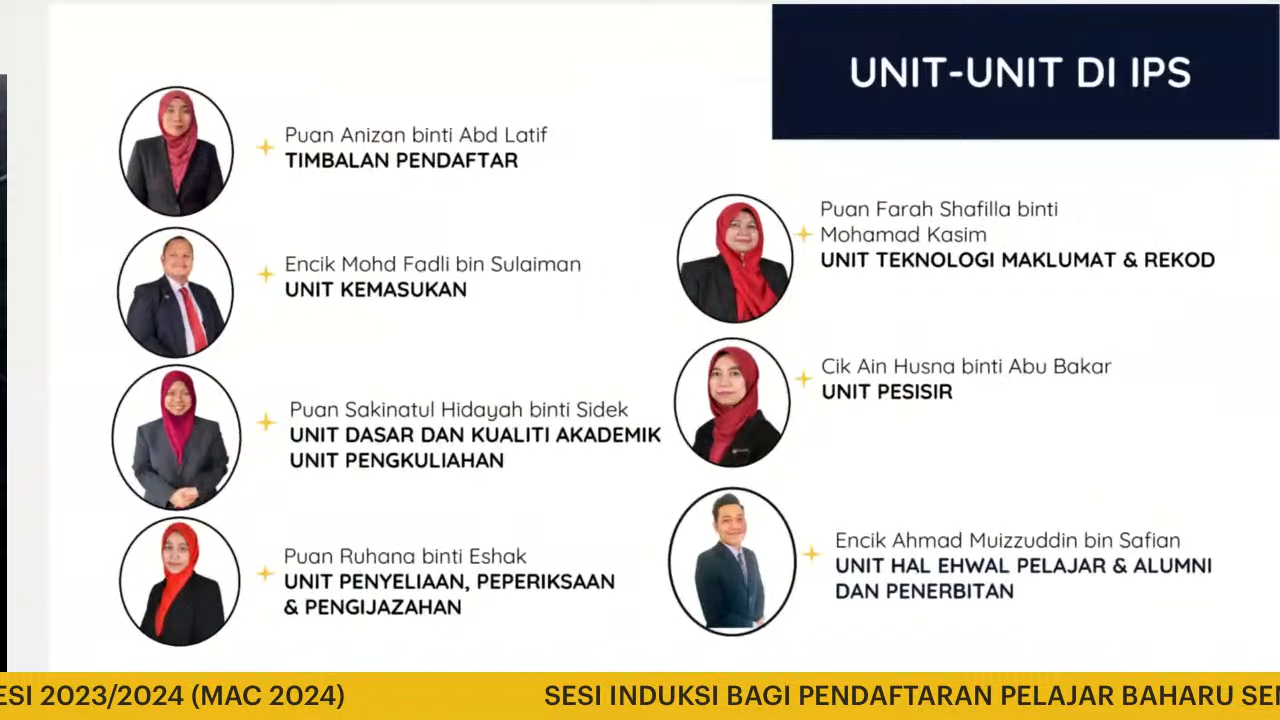 UNIT-UNIT DI IPS
Puan Anizan binti Abd Latif
TIMBALAN PENDAFTAR
Encik Mohd Fadli bin Sulaiman
UNIT KEMASUKAN
Puan Sakinatul Hidayah binti Sidek
UNIT DASAR DAN KUALITI AKADEMIK
UNIT PENGKULIAHAN
Puan Ruhana binti Eshak
UNIT PENYELIAAN, PEPERIKSAAN
& PENGIJAZAHAN
Puan Farah Shafilla binti
Mohamad Kasim
UNIT TEKNOLOGI MAKLUMAT & REKOD
Cik Ain Husna binti Abu Bakar
UNIT PESISIR
Encik Ahmad Muizzuddin bin Safian
UNIT HAL EHWAL PELAJAR & ALUMNI
DAN PENERBITAN
ESI 2023/2024 (MAC 2024) SESI INDUKSI BAGI PENDAFTARAN PELAJAR BAHARU SE